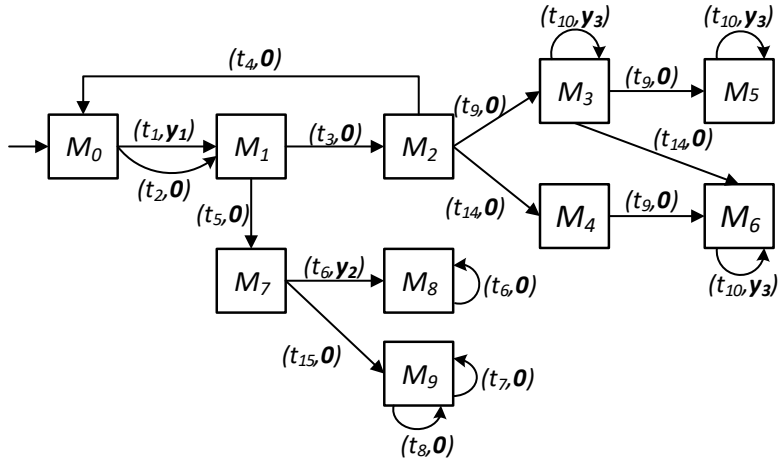 (t10,y3) (t10,y3)
(t4,0)
(t9,0) M3 (t9,0) M5
M0 (t1,y1) M1 (t3,0) M2
(t2,0)
(t14,0)
(t14,0) M4 (t9,0) M6
(t5,0)
M7 (t6,y2) M8 (t6,0)
(t10,y3)
(t15,0) M9 (t7,0)
(t8,0)